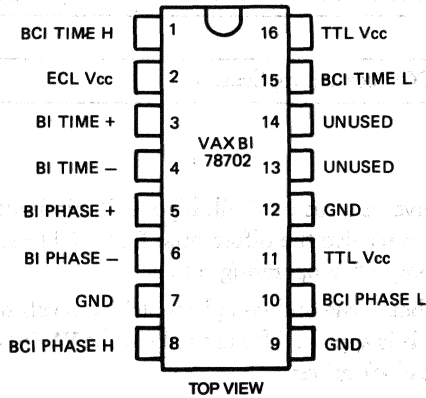 BCI TIME H 1 16 TTL Vcc
ECL Vcc 2 15 BCI TIME L
BI TIME + 3 14 UNUSED
VAX BI
78702
BI TIME – 4 13 UNUSED
BI PHASE + 5 12 GND
BI PHASE – 6 11 TTL Vcc
GND 7 10 BCI PHASE L
BCI PHASE H 8 9 GND
TOP VIEW